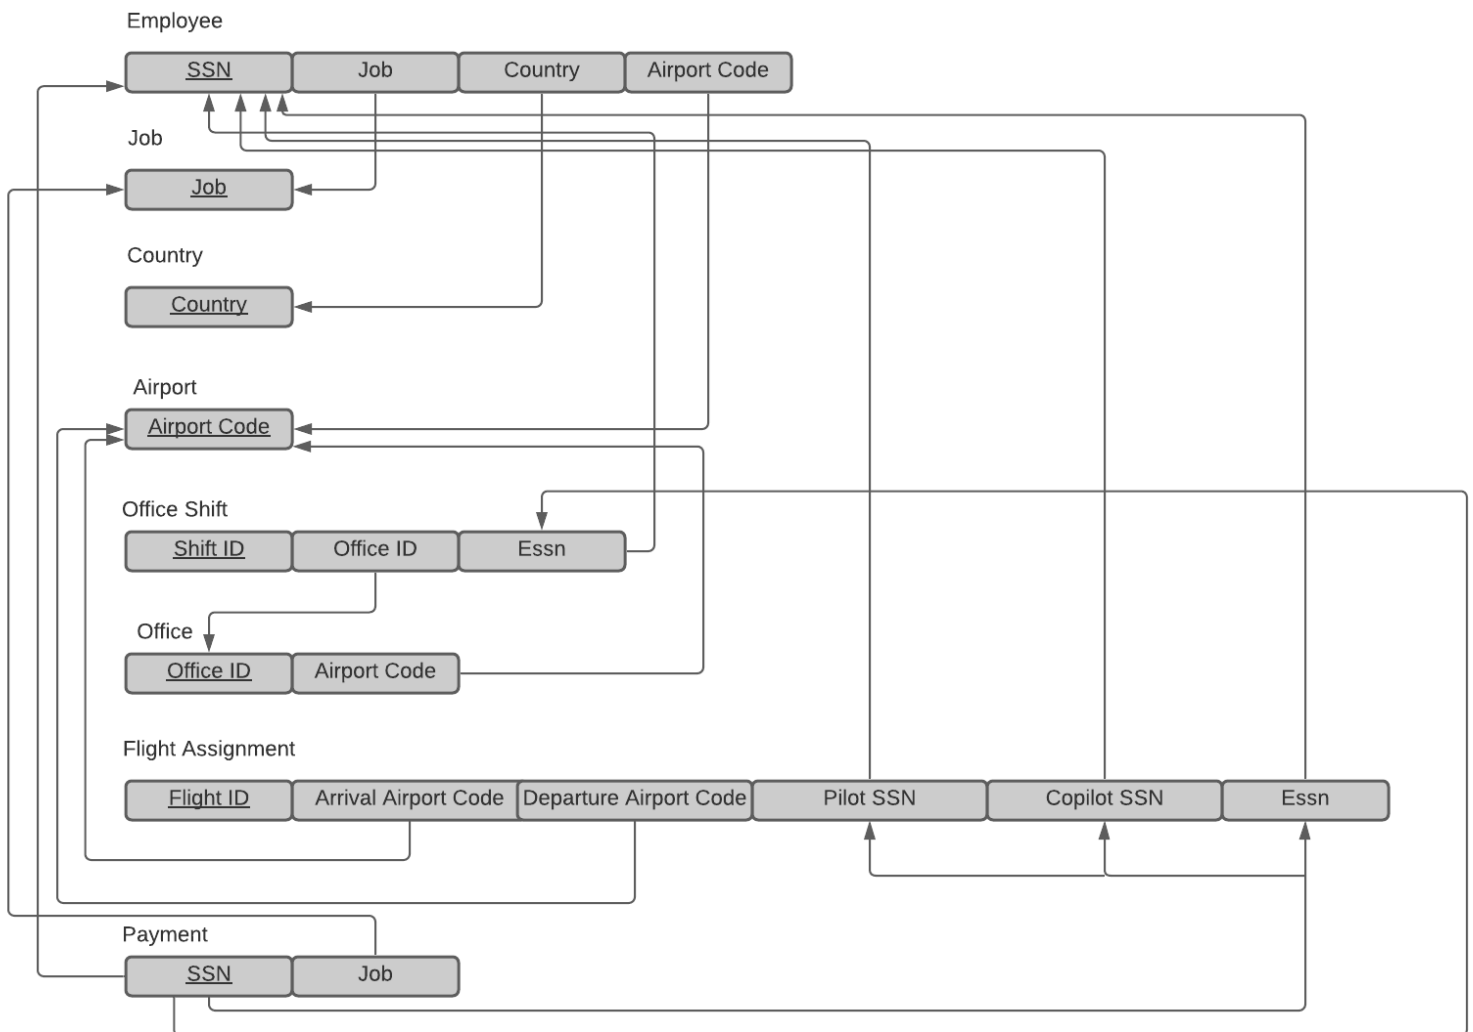 Employee
SSN Job Country Airport Code
Job
Job
Country
Country
Airport
Airport Code
Office Shift
Shift ID Office ID Essn
Office
Office ID Airport Code
Flight Assignment
Flight ID Arrival Airport Code Departure Airport Code Pilot SSN Copilot SSN Essn
Payment
SSN Job